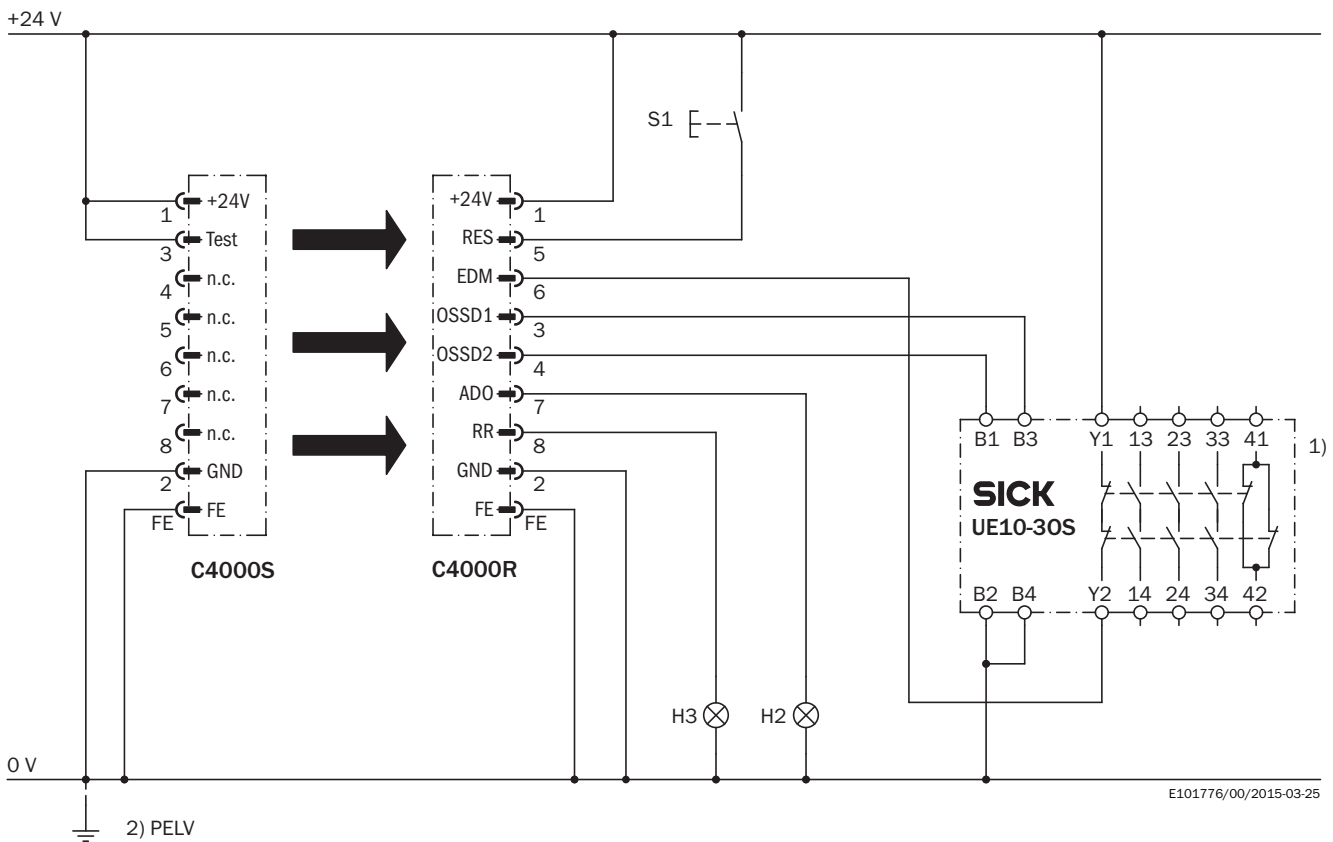 +24 V
S1
+24V
1
Test
3
n.c.
4
n.c.
5
n.c.
6
n.c.
7
n.c.
8
GND
2
FE
FE
C4000S
+24V
1
RES
5
EDM
6
OSSD1
3
OSSD2
4
ADO
7
RR
8
GND
2
FE
FE
C4000R
B1 B3 Y1 13 23 33 41
1)
SICK
UE10-3OS
B2 B4 Y2 14 24 34 42
H3
H2
0 V
E101776/00/2015-03-25
2) PELV